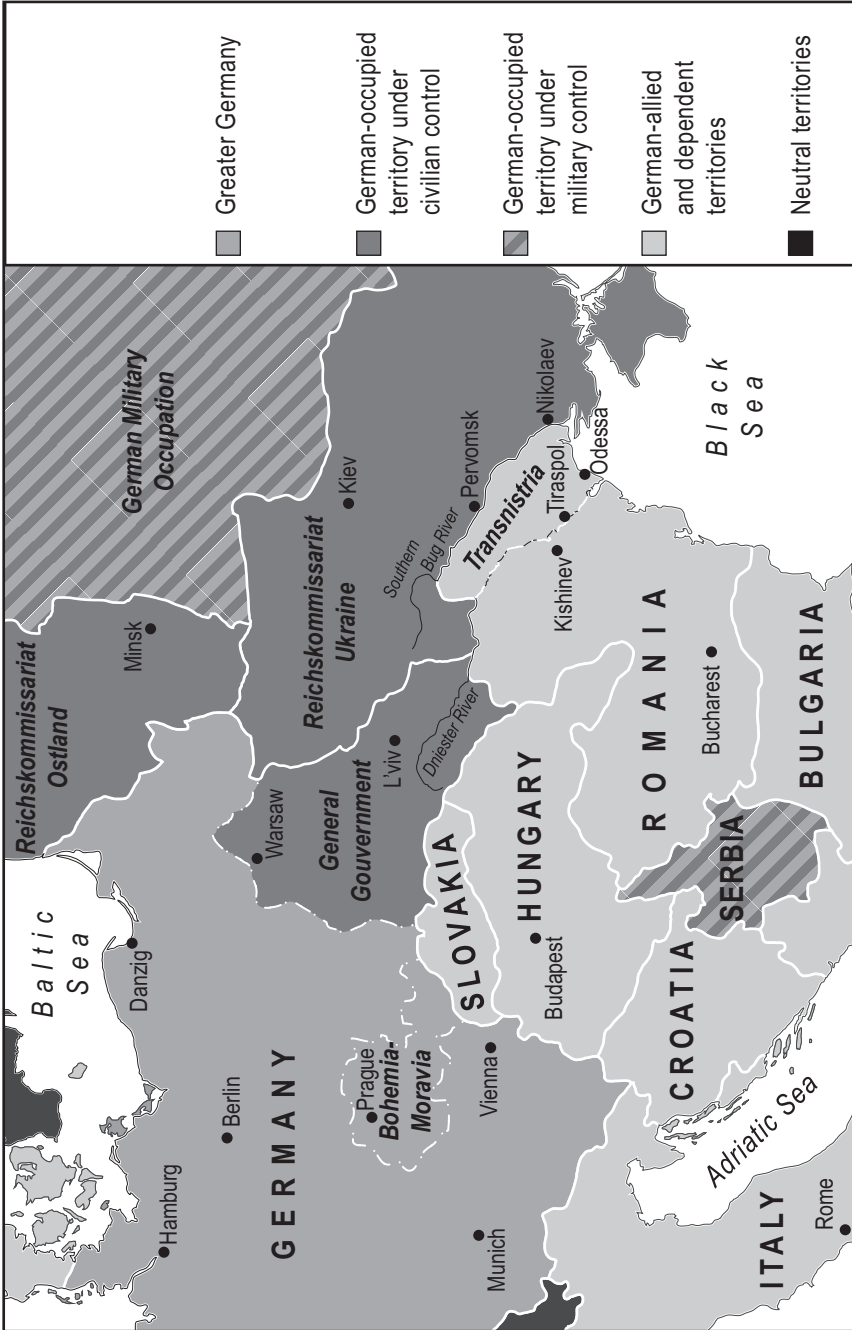 Baltic
Sea
Reichskommissariat
Ostland
Minsk
German Military
Occupation
Danzig
Hamburg
Berlin
GERMANY
Warsaw
General
Gouvernment
L'viv
Dniester River
Reichskommissariat
Ukraine
Kiev
Southern
Bug River
Pervomsk
Transnistria
Nikolaev
Tiraspol
Odessa
Kishinev
Prague
Bohemia-
Moravia
Vienna
Munich
SLOVAKIA
HUNGARY
Budapest
ROMANIA
Bucharest
BULGARIA
SERBIA
CROATIA
Adriatic Sea
ITALY
Rome
Black
Sea
Greater Germany
German-occupied
territory under
civilian control
German-occupied
territory under
military control
German-allied
and dependent
territories
Neutral territories